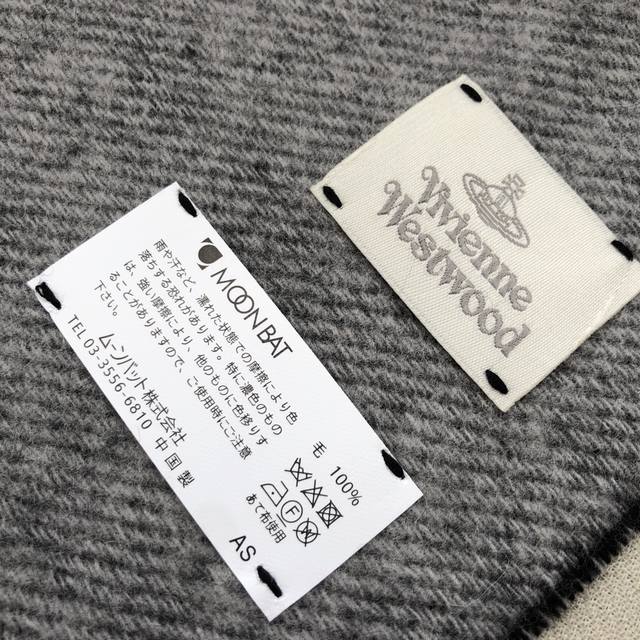 MOONBAT
雨や汗など、濡れた状態での摩擦により色
落ちする恐れがあります。特に濃色のもの
は、強い摩擦により、他のものに色移りす
ることがありますので、ご使用時にご注意
下さい。
ムーンバット株式会社
TEL 03-3556-6810 中国製
毛 100%
あて布使用
AS
Vivienne
Westwood